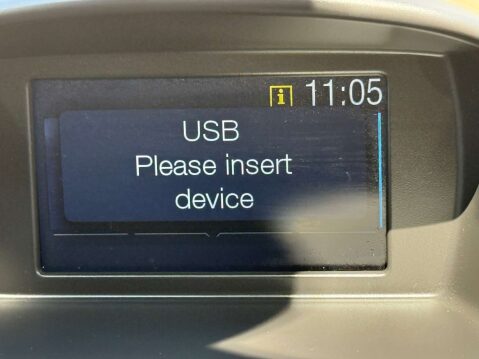 i 11:05
USB
Please insert
device